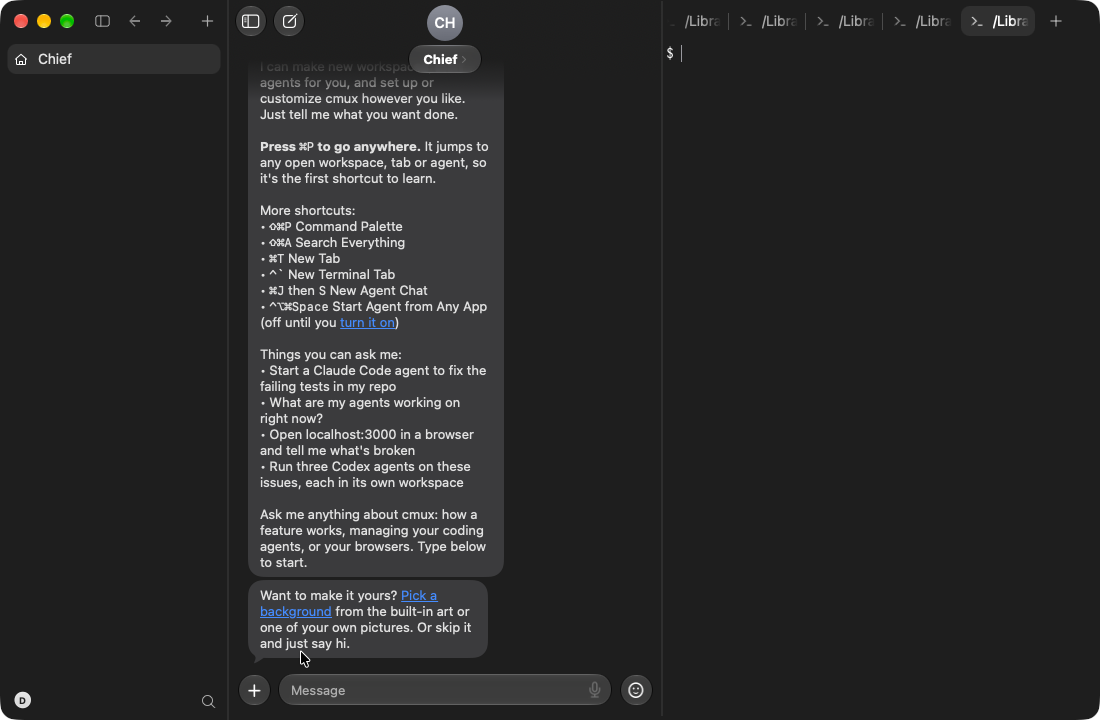 CH
>_ /Libra
>_ /Libra
>_ /Libra
>_ /Libra
Chief
Chief
$
I can make new
agents for you, and set up or
customize cmux however you like.
Just tell me what you want done.
Press ⌘P to go anywhere. It jumps to
any open workspace, tab or agent, so
it's the first shortcut to learn.
More shortcuts:
• ⇧⌘P Command Palette
• ⇧⌘A Search Everything
• ⌘T New Tab
• ^` New Terminal Tab
• ⌘J then S New Agent Chat
• ^⌥⌘Space Start Agent from Any App
(off until you turn it on)
Things you can ask me:
• Start a Claude Code agent to fix the
failing tests in my repo
• What are my agents working on
right now?
• Open localhost:3000 in a browser
and tell me what's broken
• Run three Codex agents on these
issues, each in its own workspace
Ask me anything about cmux: how a
feature works, managing your coding
agents, or your browsers. Type below
to start.
Want to make it yours? Pick a
background from the built-in art or
one of your own pictures. Or skip it
and just say hi.
Message
D